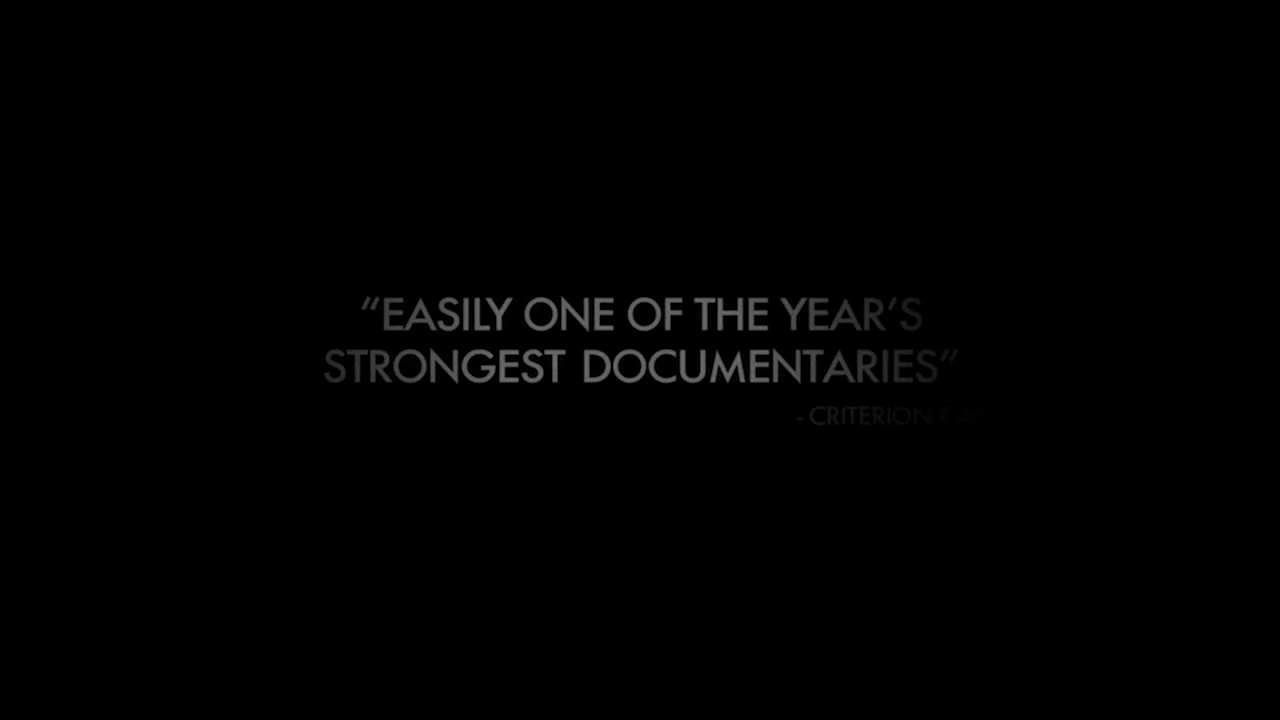 “EASILY ONE OF THE YEAR’S
STRONGEST DOCUMENTARIES”
- CRITERION